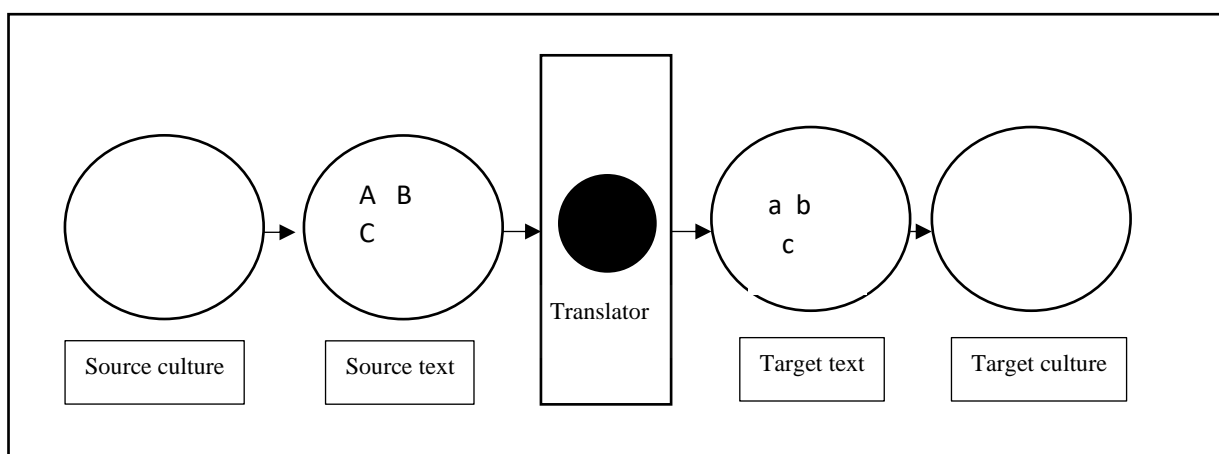 A B
C
a b
c
Translator
Source culture
Source text
Target text
Target culture